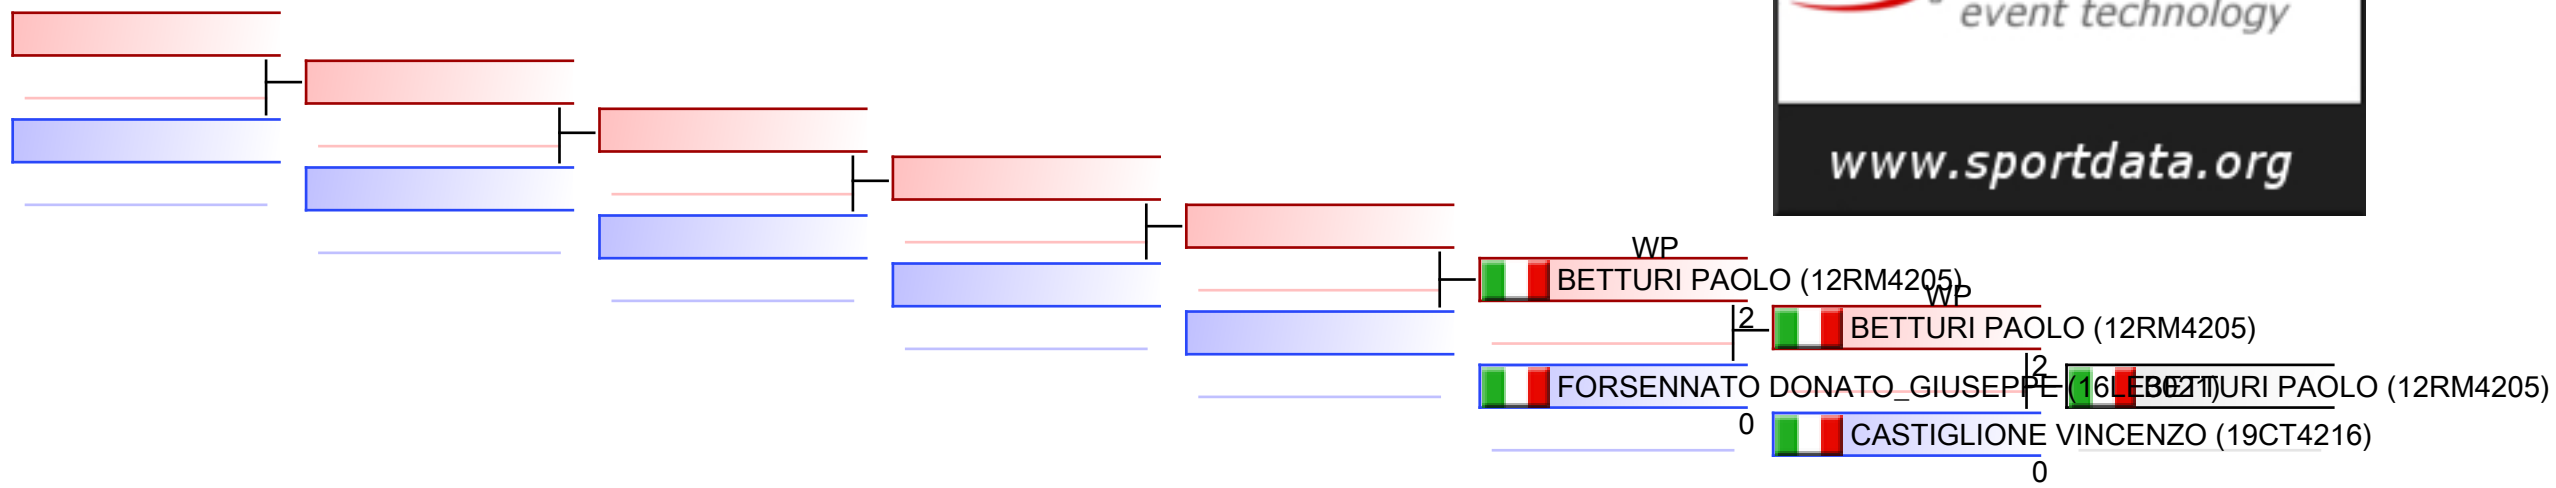 event technology
www.sportdata.org
WP
BETTURI PAOLO (12RM4205)
WP
2
BETTURI PAOLO (12RM4205)
2
FORSENNATO DONATO_GIUSEPPE (16LE3021)
BETTURI PAOLO (12RM4205)
0
CASTIGLIONE VINCENZO (19CT4216)
0